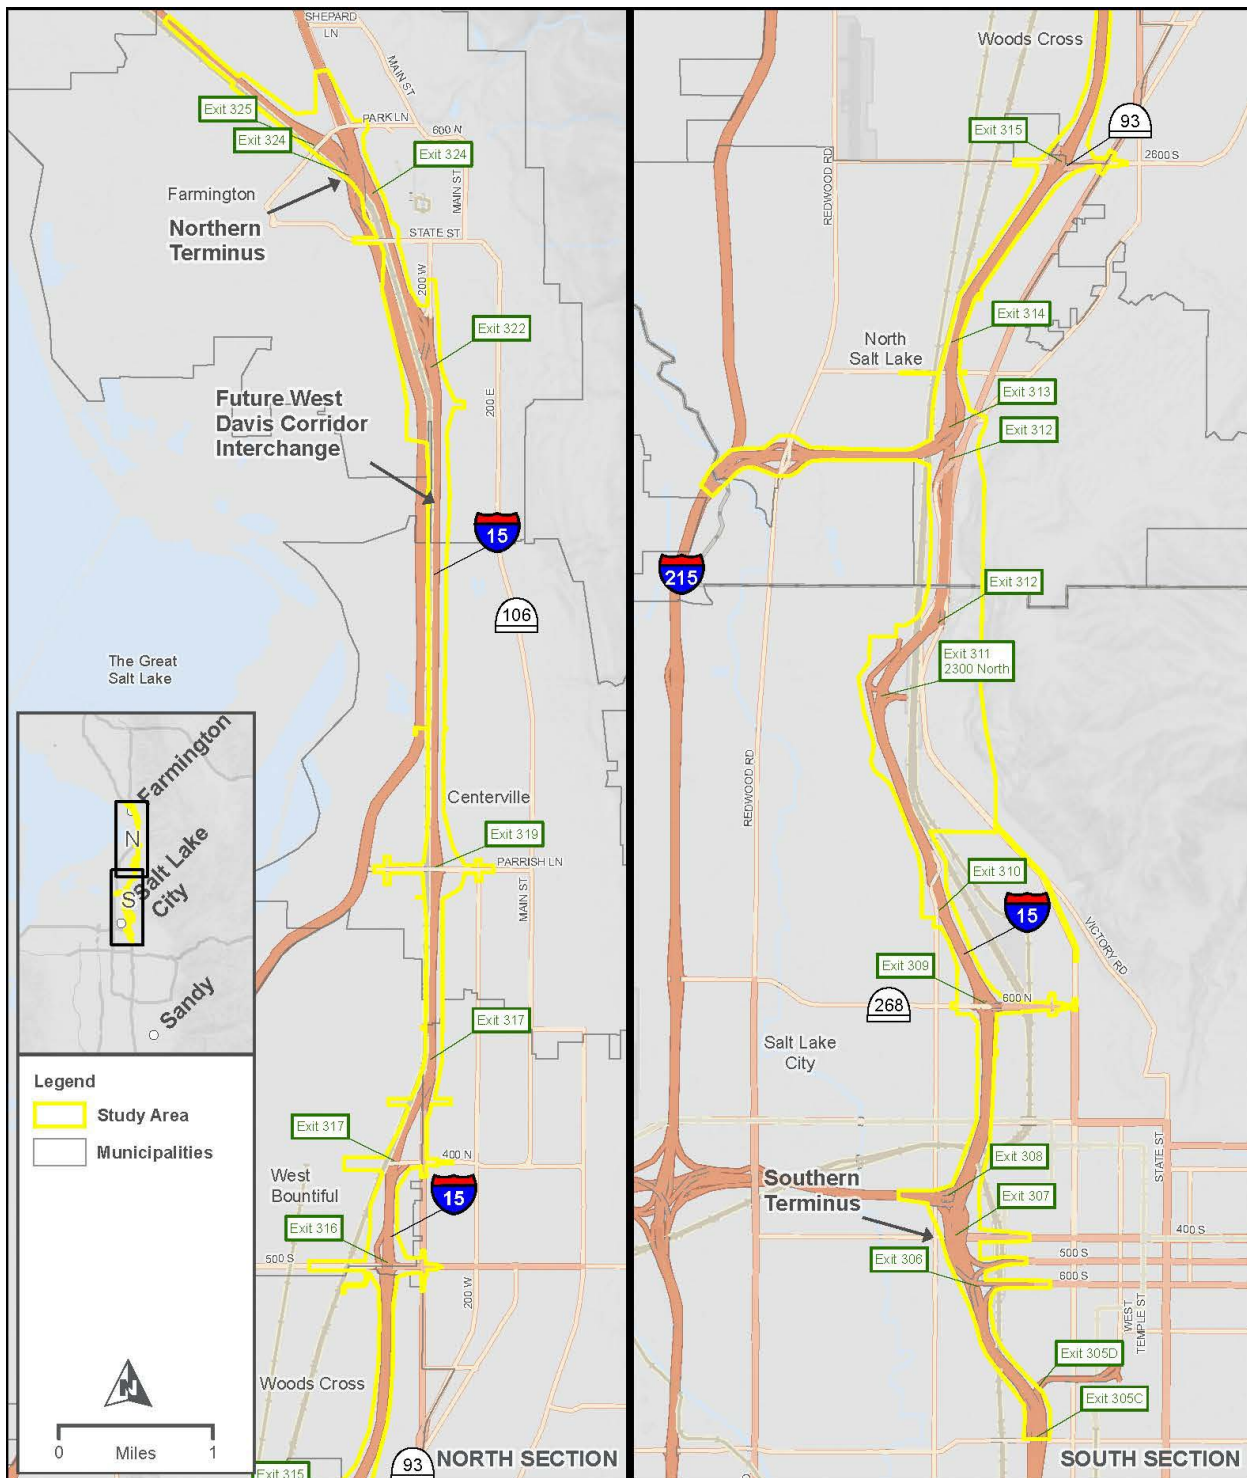 SHEPARD
LN
MAIN ST
Exit 325
PARK LN
600 N
Exit 324
Exit 324
Farmington
MAIN ST
Northern
Terminus
STATE ST
200 W
Exit 322
Future West
Davis Corridor
Interchange
200 E
15
106
The Great
Salt Lake
Farmington
N
Salt Lake
City
S
Sandy
Centerville
Exit 319
PARRISH LN
MAIN ST
Exit 317
Exit 317
400 N
West
Bountiful
15
Exit 316
500 S
200 W
Woods Cross
93
Exit 315
NORTH SECTION
Legend
Study Area
Municipalities
N
0 Miles 1
Woods Cross
93
Exit 315
2600 S
REDWOOD RD
Exit 314
North
Salt Lake
Exit 313
Exit 312
215
Exit 312
Exit 311
2300 North
REDWOOD RD
Exit 310
15
VICTORY RD
Exit 309
600 N
268
Salt Lake
City
STATE ST
Exit 308
Southern
Terminus
Exit 307
400 S
500 S
Exit 306
600 S
WEST
TEMPLE ST
Exit 305D
Exit 305C
SOUTH SECTION